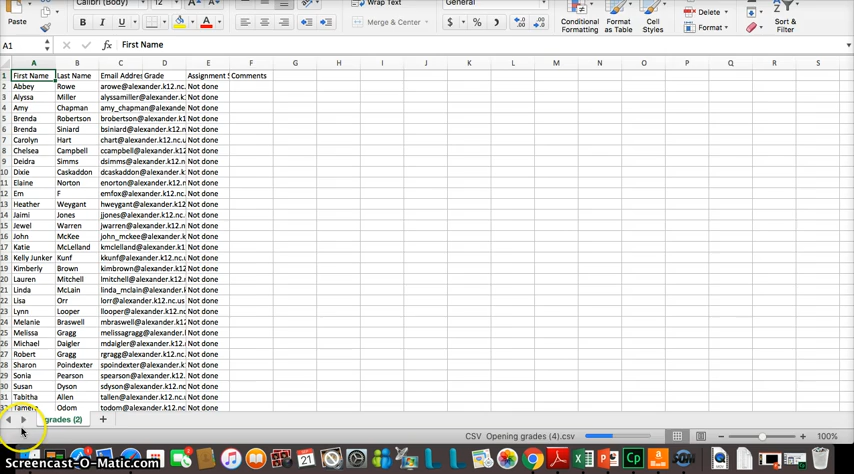 Calibri (Body) 12 Wrap Text General
Paste B I U A Merge & Center $ % , Conditional Formatting Format as Table Cell Styles Delete Format Sort & Filter
A1 fx First Name
A B C D E F G H I J K L M N O P Q R S
1 First Name Last Name Email Addres Grade Assignment S Comments
2 Abbey Rowe arowe@alexander.k12.nc. Not done
3 Alyssa Miller alyssamiller@alexander.k Not done
4 Amy Chapman amy_chapman@alexande Not done
5 Brenda Robertson brobertson@alexander.k1 Not done
6 Brenda Siniard bsiniard@alexander.k12.n Not done
7 Carolyn Hart chart@alexander.k12.nc.u Not done
8 Chelsea Campbell ccampbell@alexander.k12 Not done
9 Deidra Simms dsimms@alexander.k12.n Not done
10 Dixie Caskaddon dcaskaddon@alexander.k Not done
11 Elaine Norton enorton@alexander.k12.n Not done
12 Em F emfox@alexander.k12.nc. Not done
13 Heather Weygant hweygant@alexander.k12 Not done
14 Jaimi Jones jjones@alexander.k12.nc. Not done
15 Jewel Warren jwarren@alexander.k12.n Not done
16 John McKee john_mckee@alexander.k Not done
17 Katie McLelland kmclelland@alexander.k1 Not done
18 Kelly Junker Kunf kkunf@alexander.k12.nc.u Not done
19 Kimberly Brown kimbrown@alexander.k12 Not done
20 Lauren Mitchell lmitchell@alexander.k12. Not done
21 Linda McLain linda_mclain@alexander.k Not done
22 Lisa Orr lorr@alexander.k12.nc.us Not done
23 Lynn Looper llooper@alexander.k12.n Not done
24 Melanie Braswell mbraswell@alexander.k12 Not done
25 Melissa Gragg melissagragg@alexander.l Not done
26 Michael Daigler mdaigler@alexander.k12. Not done
27 Robert Gragg rgragg@alexander.k12.nc Not done
28 Sharon Poindexter spoindexter@alexander.k1 Not done
29 Sonia Pearson spearson@alexander.k12. Not done
30 Susan Dyson sdyson@alexander.k12.nc Not done
31 Tabitha Allen tallen@alexander.k12.nc.u Not done
32 Tamera Odom todom@alexander.k12.nc. Not done
grades (2) +
CSV Opening grades (4).csv 100%
Screencast-O-Matic.com